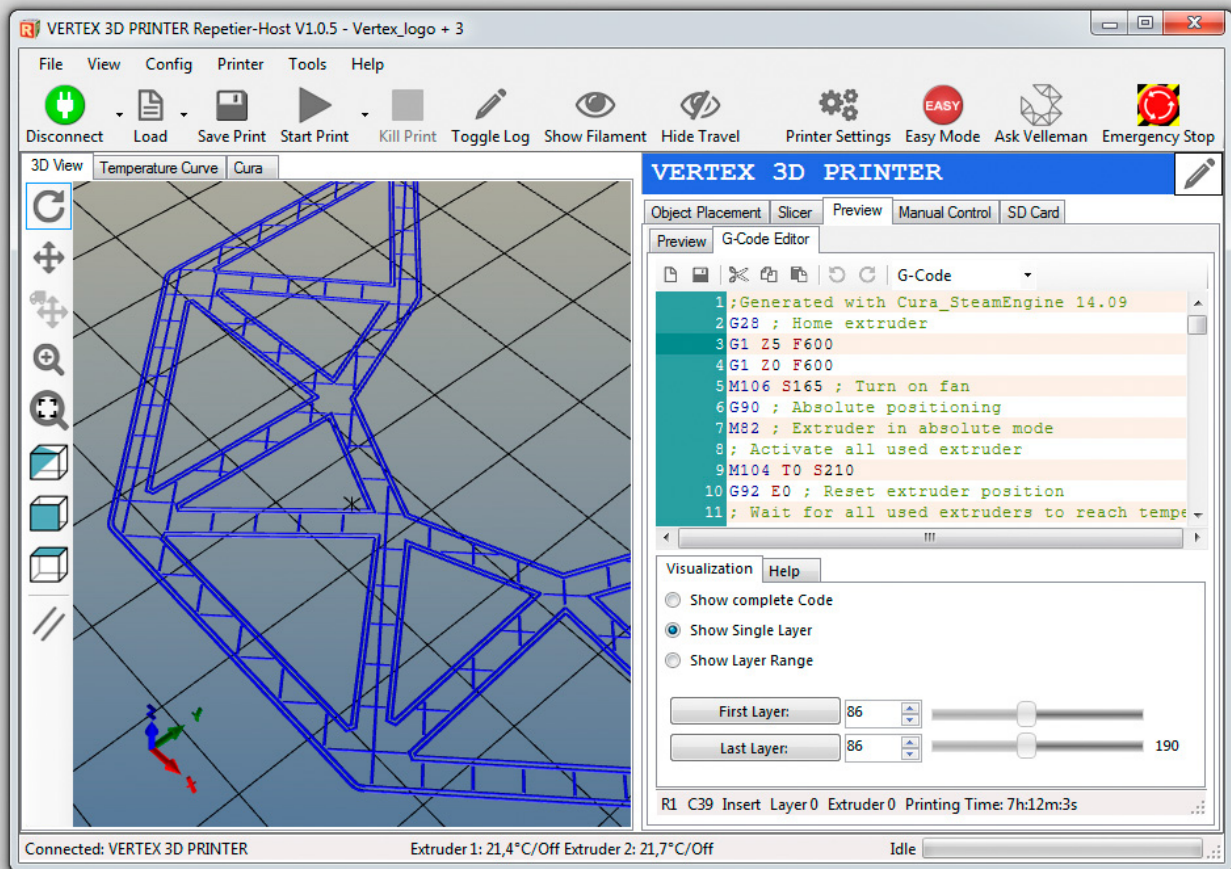 VERTEX 3D PRINTER Repetier-Host V1.0.5 - Vertex_logo + 3
File View Config Printer Tools Help
EASY
Disconnect Load Save Print Start Print Kill Print Toggle Log Show Filament Hide Travel Printer Settings Easy Mode Ask Velleman Emergency Stop
3D View Temperature Curve Cura
VERTEX 3D PRINTER
Object Placement Slicer Preview Manual Control SD Card
Preview G-Code Editor
G-Code
1 ;Generated with Cura_SteamEngine 14.09
2 G28 ; Home extruder
3 G1 Z5 F600
4 G1 Z0 F600
5 M106 S165 ; Turn on fan
6 G90 ; Absolute positioning
7 M82 ; Extruder in absolute mode
8 ; Activate all used extruder
9 M104 T0 S210
10 G92 E0 ; Reset extruder position
11 ; Wait for all used extruders to reach tempe
Visualization Help
Show complete Code
Show Single Layer
Show Layer Range
First Layer: 86
Last Layer: 86 190
Z Y X
R1 C39 Insert Layer 0 Extruder 0 Printing Time: 7h:12m:3s
Connected: VERTEX 3D PRINTER Extruder 1: 21,4°C/Off Extruder 2: 21,7°C/Off Idle